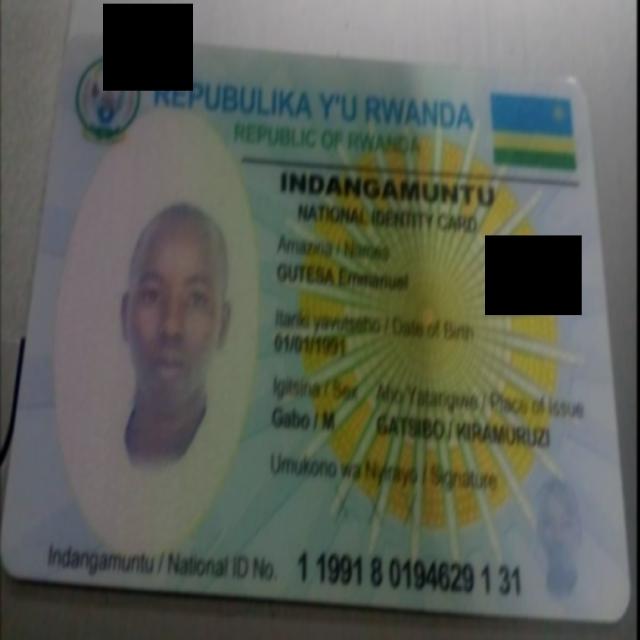 REPUBULIKA Y'U RWANDA
REPUBLIC OF RWANDA
INDANGAMUNTU
NATIONAL IDENTITY CARD
Amazina / Names
GUTESA Emmanuel
Itariki yavutseho / Date of Birth
01/01/1991
Igitsina / Sex Aho Yatangiwe / Place of Issue
Gabo / M GATSIBO / KIRAMURUZI
Umukono wa Nyirayo / Signature
Indangamuntu / National ID No. 1 1991 8 0194629 1 31